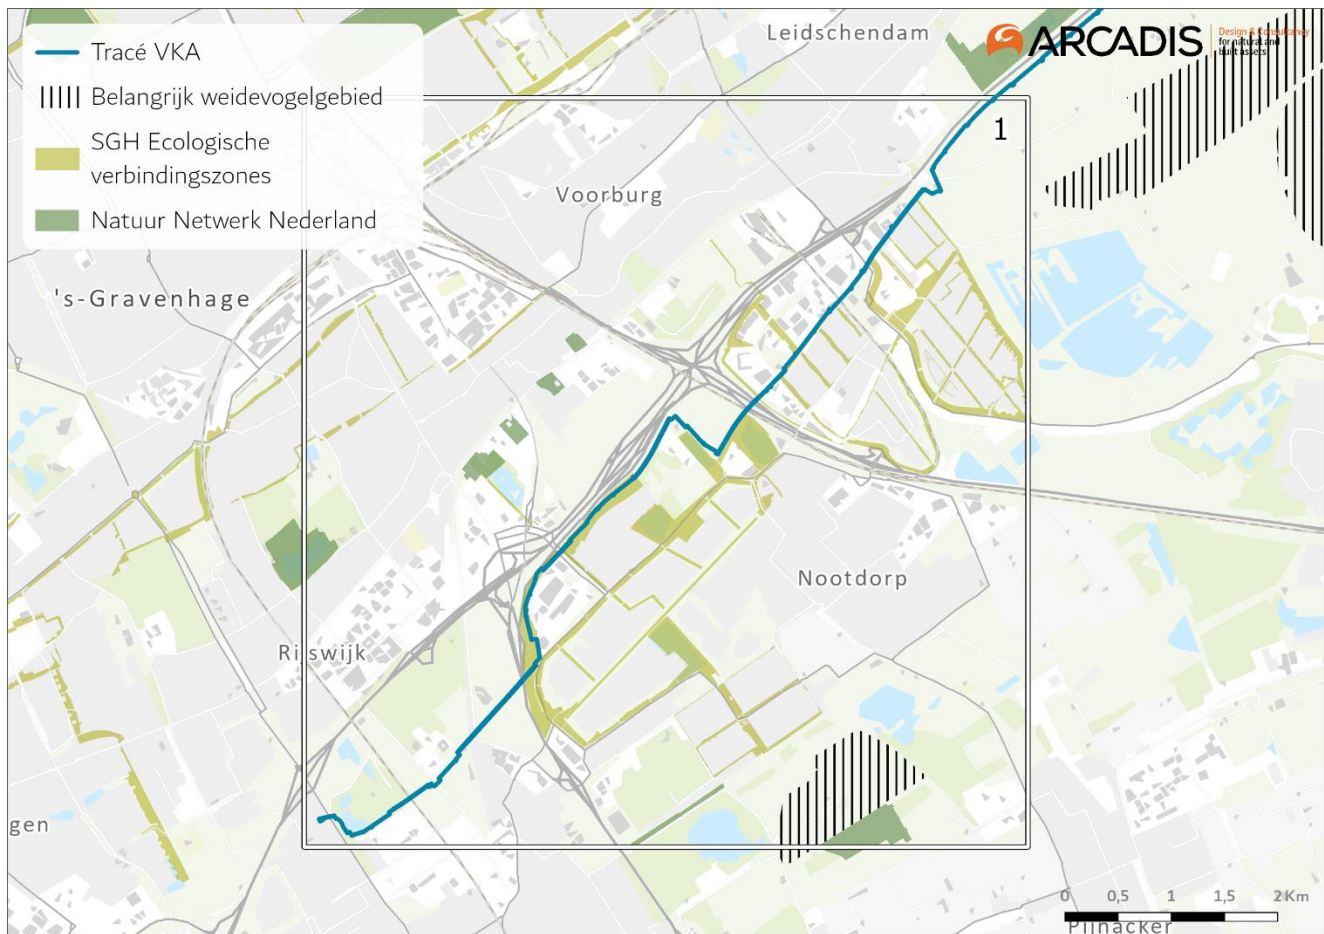 Tracé VKA
Belangrijk weidevogelgebied
SGH Ecologische
verbindingszones
Natuur Netwerk Nederland
Leidschendam
ARCADIS
Design & Consultancy
for natural and
built assets
1
Voorburg
's-Gravenhage
Nootdorp
Rijswijk
gen
0 0,5 1 1,5 2 Km
Pijnacker